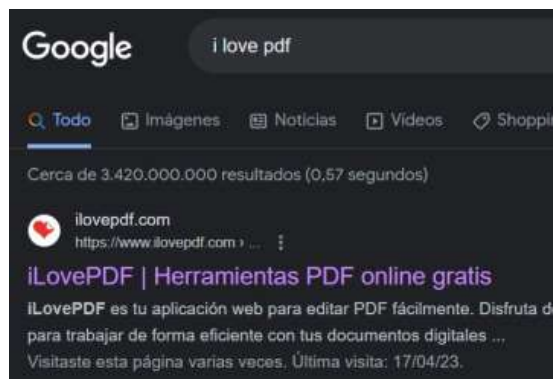 Google
i love pdf
Todo Imágenes Noticias Vídeos
Cerca de 3.420.000.000 resultados (0,57 segundos)
ilovepdf.com
https://www.ilovepdf.com › ...
iLovePDF | Herramientas PDF online gratis
iLovePDF es tu aplicación web para editar PDF fácilmente. Disfruta
para trabajar de forma eficiente con tus documentos digitales ...
Visitaste esta página varias veces. Última visita: 17/04/23.